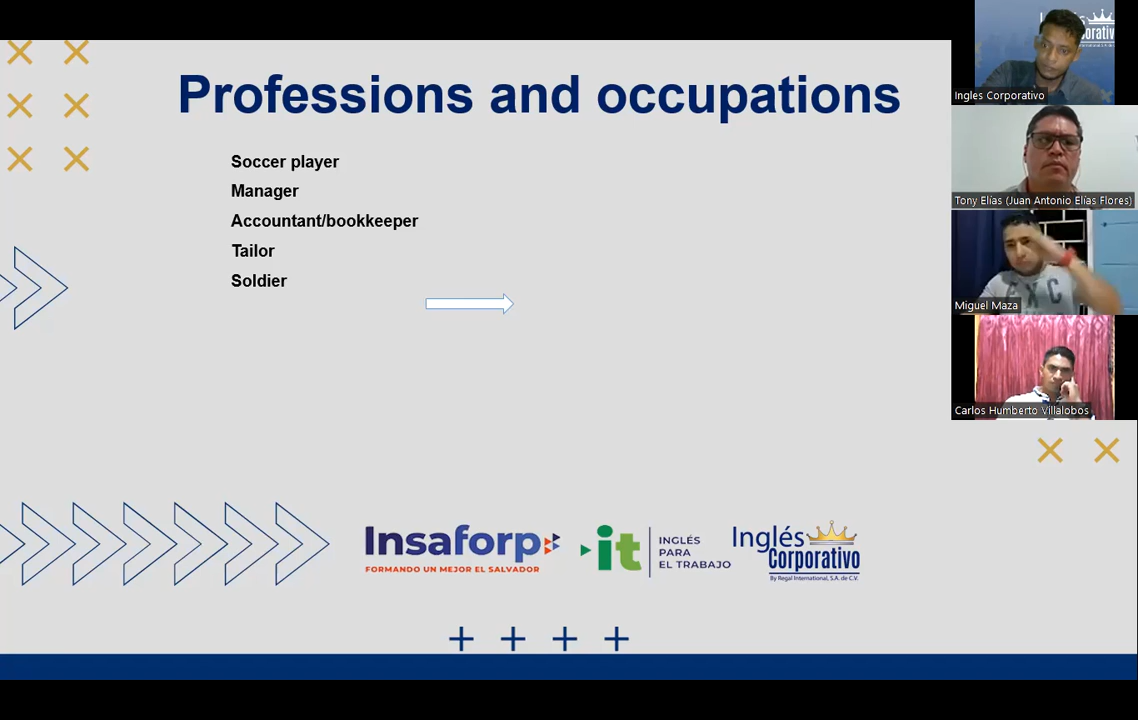 Professions and occupations
Soccer player
Manager
Accountant/bookkeeper
Tailor
Soldier
Ingles Corporativo
Tony Elías (Juan Antonio Elías Flores)
Miguel Maza
Carlos Humberto Villalobos
Insaforp
FORMANDO UN MEJOR EL SALVADOR
it
INGLÉS
PARA
EL TRABAJO
Inglés
Corporativo
By Regal International, S.A. de C.V.